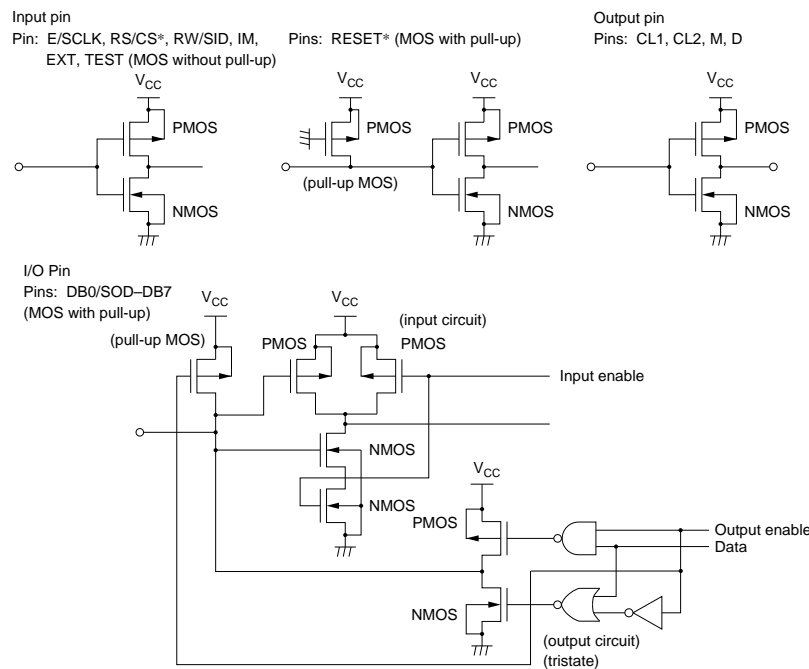 Input pin
Pin: E/SCLK, RS/CS*, RW/SID, IM,
EXT, TEST (MOS without pull-up)
Pins: RESET* (MOS with pull-up)
Output pin
Pins: CL1, CL2, M, D
VCC
PMOS
NMOS
VCC
PMOS
(pull-up MOS)
VCC
PMOS
NMOS
VCC
PMOS
NMOS
I/O Pin
Pins: DB0/SOD–DB7
(MOS with pull-up)
VCC
(pull-up MOS)
VCC
(input circuit)
PMOS
PMOS
Input enable
NMOS
NMOS
VCC
PMOS
Output enable
Data
NMOS
(output circuit)
(tristate)